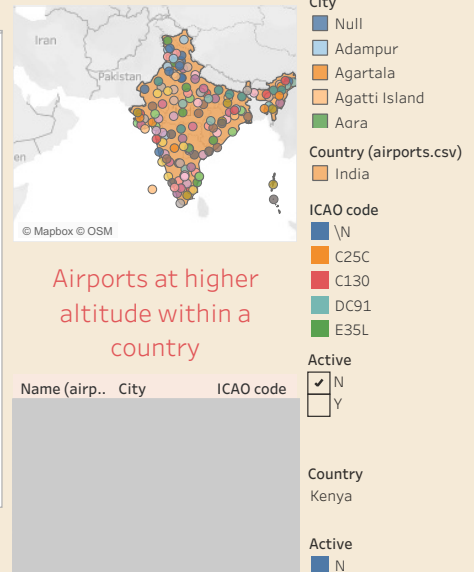 City
Null
Adampur
Agartala
Agatti Island
Agra
Country (airports.csv)
India
ICAO code
\N
C25C
C130
DC91
E35L
Active
N
Y
Country
Kenya
Active
N
Iran
Pakistan
en
© Mapbox © OSM
Airports at higher
altitude within a
country
Name (airp.. City ICAO code